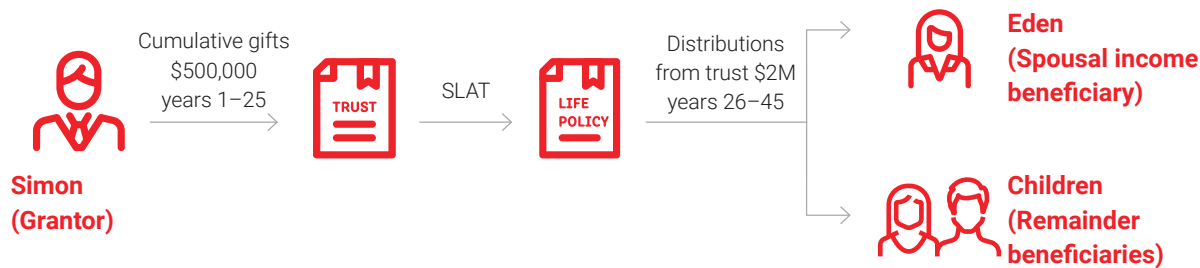 Cumulative gifts
$500,000
years 1–25
TRUST
SLAT
LIFE
POLICY
Distributions
from trust $2M
years 26–45
Eden
(Spousal income
beneficiary)
Simon
(Grantor)
Children
(Remainder
beneficiaries)